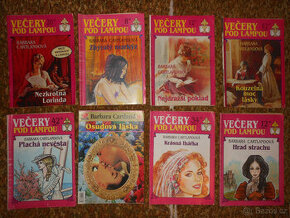 VEČERY
POD LAMPOU
BARBARA
CARTLANDOVÁ
Nezkrotná
Lorinda
VEČERY
POD LAMPOU
BARBARA
CARTLANDOVÁ
VEČERY
POD LAMPOU
BARBARA
CARTLANDOVÁ
Nejdražší poklad
VEČERY
POD LAMPOU
BARBARA
CARTLANDOVÁ
Kouzelná
moc
lásky
VEČERY
POD LAMPOU
BARBARA CARTLANDOVÁ
Plachá nevěsta
Barbara Cartland
Osudová láska
VEČERY
POD LAMPOU
BARBARA CARTLANDOVÁ
Krásná lhářka
VEČERY
POD LAMPOU
BARBARA CARTLANDOVÁ
Hrad strachu